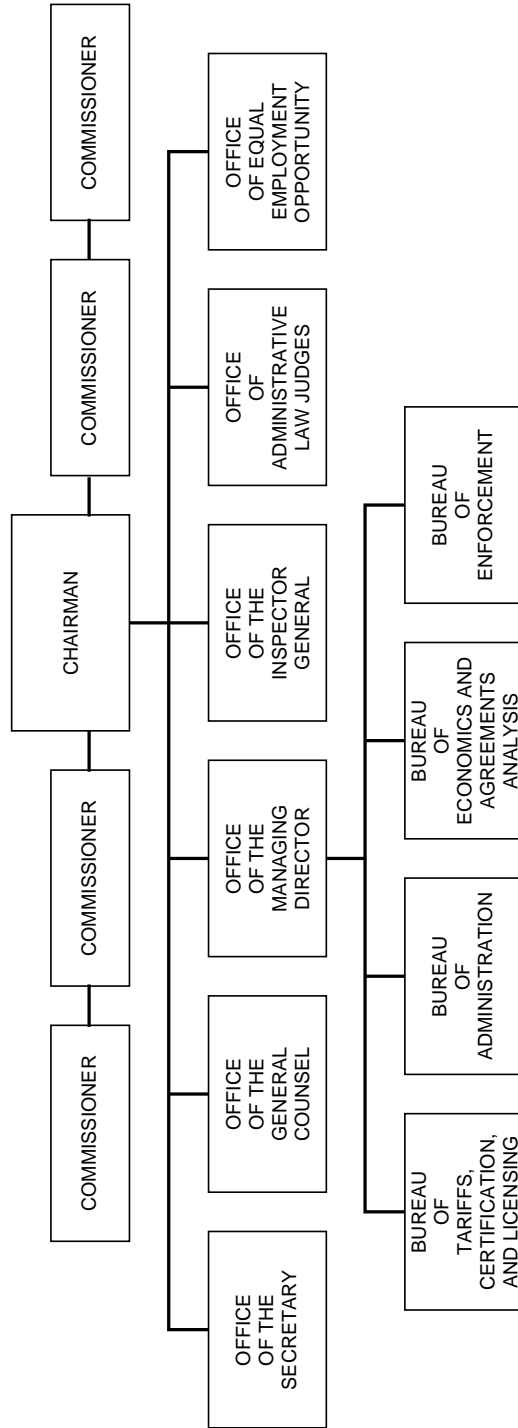 COMMISSIONER
COMMISSIONER
CHAIRMAN
COMMISSIONER
COMMISSIONER
OFFICE
OF THE
SECRETARY
OFFICE
OF THE
GENERAL
COUNSEL
OFFICE
OF THE
MANAGING
DIRECTOR
OFFICE
OF THE
INSPECTOR
GENERAL
OFFICE
OF
ADMINISTRATIVE
LAW JUDGES
OFFICE
OF EQUAL
EMPLOYMENT
OPPORTUNITY
BUREAU
OF
TARIFFS,
CERTIFICATION,
AND LICENSING
BUREAU
OF
ADMINISTRATION
BUREAU
OF
ECONOMICS AND
AGREEMENTS
ANALYSIS
BUREAU
OF
ENFORCEMENT